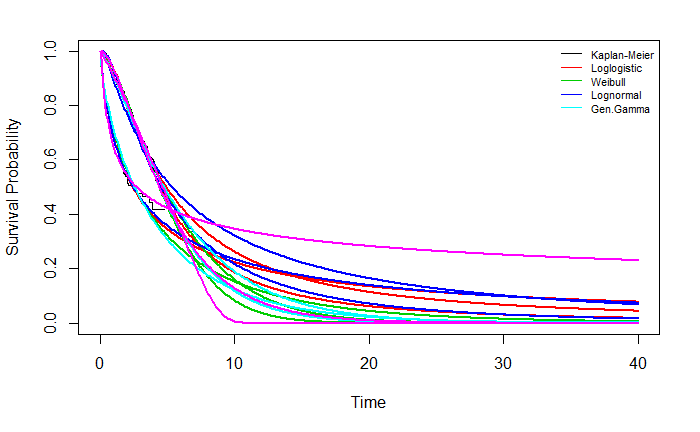 Survival Probability
1.0
0.8
0.6
0.4
0.2
0.0
Kaplan-Meier
Loglogistic
Weibull
Lognormal
Gen.Gamma
0 10 20 30 40
Time